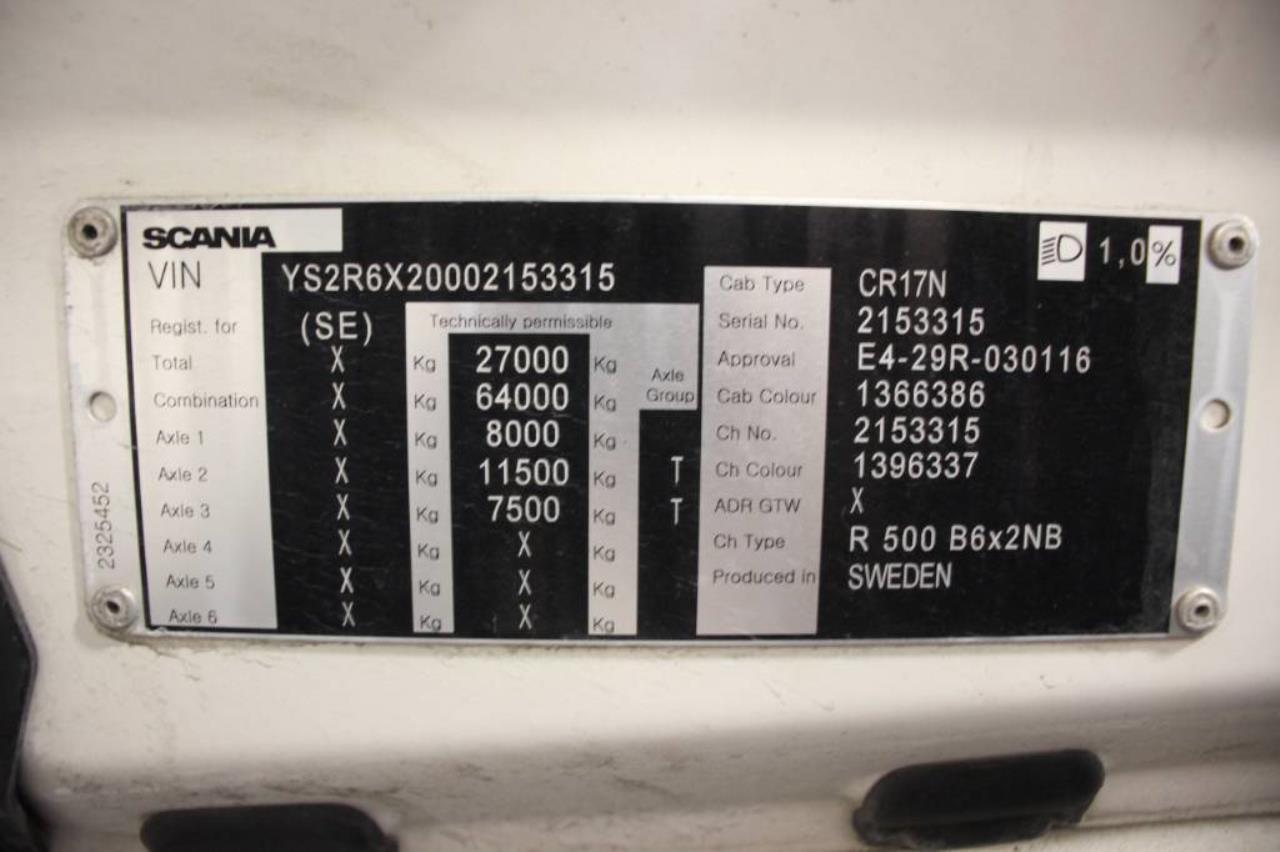 SCANIA
1,0%
VIN YS2R6X20002153315
Regist. for (SE) Technically permissible
Total X Kg 27000 Kg
Combination X Kg 64000 Kg Axle Group
Axle 1 X Kg 8000 Kg
Axle 2 X Kg 11500 Kg T
Axle 3 X Kg 7500 Kg T
Axle 4 X Kg X Kg
Axle 5 X Kg X Kg
Axle 6 X Kg X Kg
Cab Type CR17N
Serial No. 2153315
Approval E4-29R-030116
Cab Colour 1366386
Ch No. 2153315
Ch Colour 1396337
ADR GTW X
Ch Type R 500 B6x2NB
Produced in SWEDEN
2325452